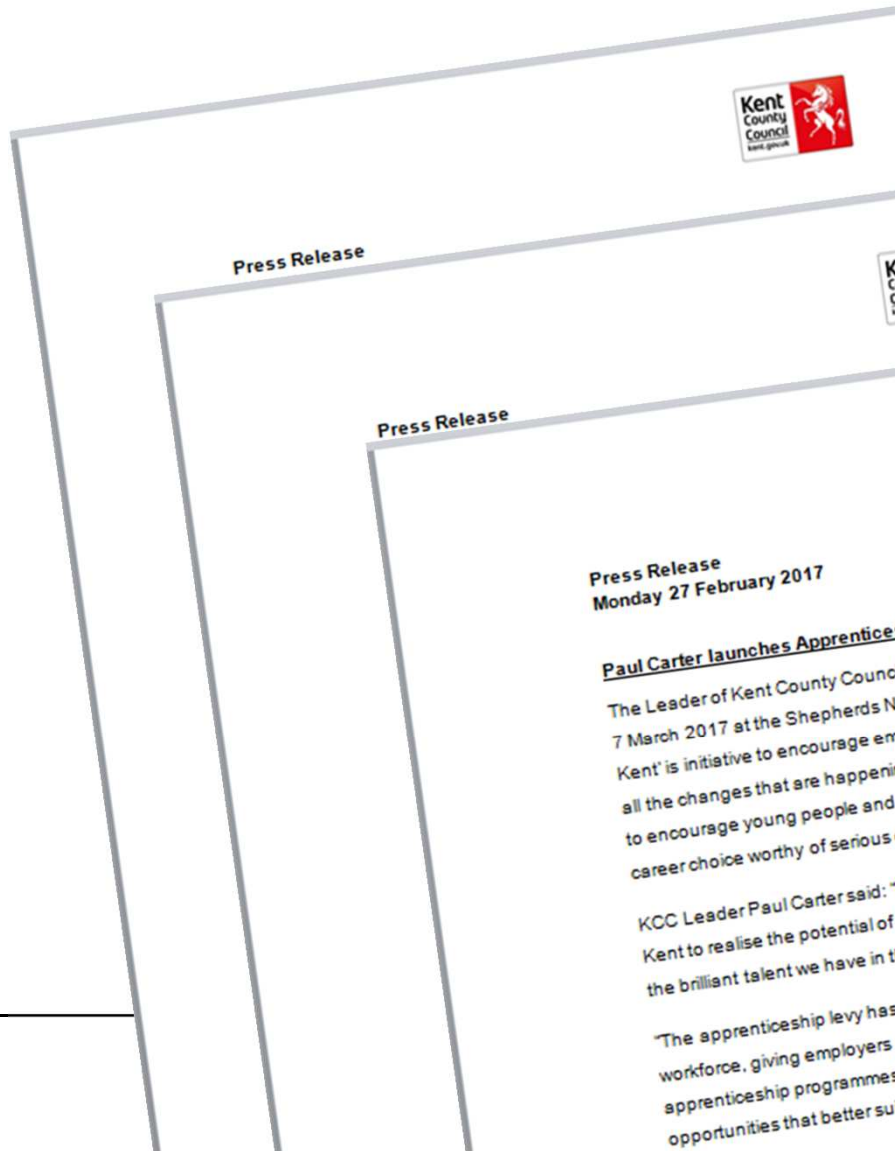 Kent
County
Council
kent.gov.uk
Press Release
Press Release
Press Release
Monday 27 February 2017
Paul Carter launches Apprentice
The Leader of Kent County Counc
7 March 2017 at the Shepherds N
Kent' is initiative to encourage em
all the changes that are happeni
to encourage young people and
career choice worthy of serious
KCC Leader Paul Carter said: "
Kent to realise the potential of
the brilliant talent we have in t
"The apprenticeship levy has
workforce, giving employers
apprenticeship programmes
opportunities that better su